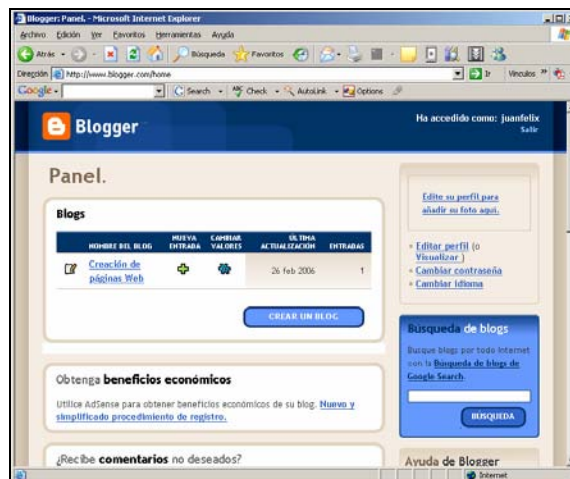 Blogger: Panel. - Microsoft Internet Explorer
Archivo Edición Ver Favoritos Herramientas Ayuda
Atrás Búsqueda Favoritos
Dirección http://www.blogger.com/home Ir Vínculos »
Google Search Check AutoLink Options
Blogger
Ha accedido como: juanfelix
Salir
Panel.
Blogs
NOMBRE DEL BLOG NUEVA ENTRADA CAMBIAR VALORES ÚLTIMA ACTUALIZACIÓN ENTRADAS
Creación de páginas Web 26 feb 2006 1
CREAR UN BLOG
Obtenga beneficios económicos
Utilice AdSense para obtener beneficios económicos de su blog. Nuevo y
simplificado procedimiento de registro.
¿Recibe comentarios no deseados?
Edite su perfil para
añadir su foto aquí.
Editar perfil (o
Visualizar )
Cambiar contraseña
Cambiar idioma
Búsqueda de blogs
Busque blogs por todo Internet
con la Búsqueda de blogs de
Google Search.
BÚSQUEDA
Ayuda de Blogger
Internet